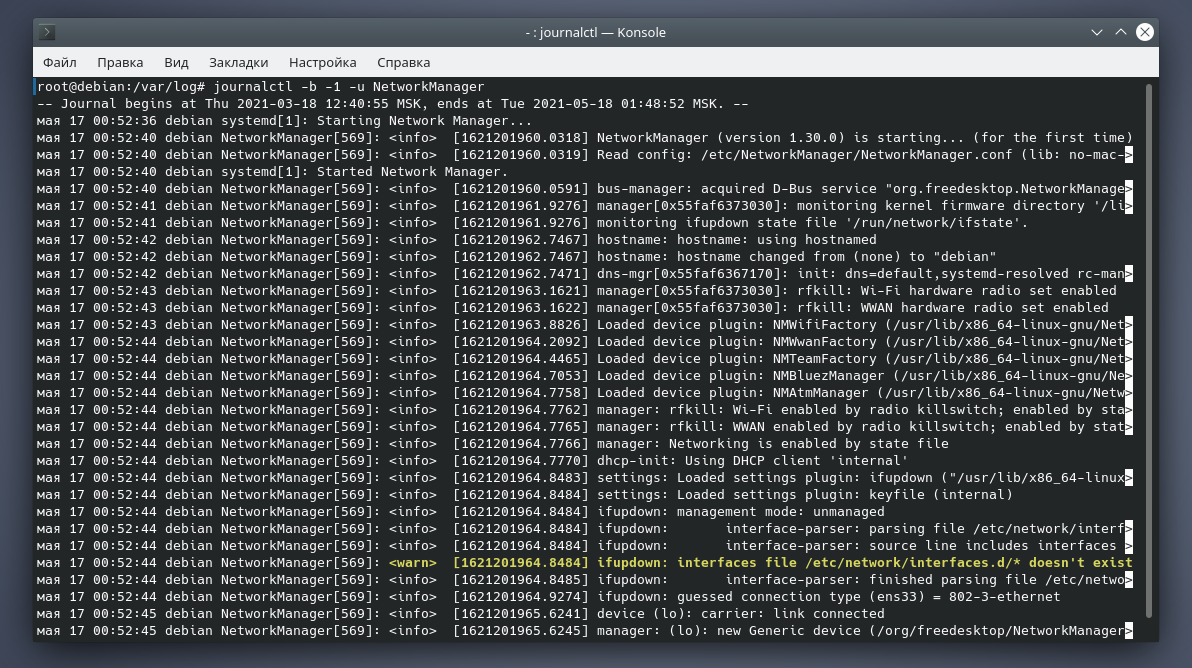 - : journalctl — Konsole
Файл Правка Вид Закладки Настройка Справка
root@debian:/var/log# journalctl -b -1 -u NetworkManager
-- Journal begins at Thu 2021-03-18 12:40:55 MSK, ends at Tue 2021-05-18 01:48:52 MSK. --
мая 17 00:52:36 debian systemd[1]: Starting Network Manager...
мая 17 00:52:40 debian NetworkManager[569]: <info>  [1621201960.0318] NetworkManager (version 1.30.0) is starting... (for the first time)
мая 17 00:52:40 debian NetworkManager[569]: <info>  [1621201960.0319] Read config: /etc/NetworkManager/NetworkManager.conf (lib: no-mac->
мая 17 00:52:40 debian systemd[1]: Started Network Manager.
мая 17 00:52:40 debian NetworkManager[569]: <info>  [1621201960.0591] bus-manager: acquired D-Bus service "org.freedesktop.NetworkManage>
мая 17 00:52:41 debian NetworkManager[569]: <info>  [1621201961.9276] manager[0x55faf6373030]: monitoring kernel firmware directory '/li>
мая 17 00:52:41 debian NetworkManager[569]: <info>  [1621201961.9276] monitoring ifupdown state file '/run/network/ifstate'.
мая 17 00:52:42 debian NetworkManager[569]: <info>  [1621201962.7467] hostname: hostname: using hostnamed
мая 17 00:52:42 debian NetworkManager[569]: <info>  [1621201962.7467] hostname: hostname changed from (none) to "debian"
мая 17 00:52:42 debian NetworkManager[569]: <info>  [1621201962.7471] dns-mgr[0x55faf6367170]: init: dns=default,systemd-resolved rc-man>
мая 17 00:52:43 debian NetworkManager[569]: <info>  [1621201963.1621] manager[0x55faf6373030]: rfkill: Wi-Fi hardware radio set enabled
мая 17 00:52:43 debian NetworkManager[569]: <info>  [1621201963.1622] manager[0x55faf6373030]: rfkill: WWAN hardware radio set enabled
мая 17 00:52:43 debian NetworkManager[569]: <info>  [1621201963.8826] Loaded device plugin: NMWifiFactory (/usr/lib/x86_64-linux-gnu/Net>
мая 17 00:52:44 debian NetworkManager[569]: <info>  [1621201964.2092] Loaded device plugin: NMWwanFactory (/usr/lib/x86_64-linux-gnu/Net>
мая 17 00:52:44 debian NetworkManager[569]: <info>  [1621201964.4465] Loaded device plugin: NMTeamFactory (/usr/lib/x86_64-linux-gnu/Net>
мая 17 00:52:44 debian NetworkManager[569]: <info>  [1621201964.7053] Loaded device plugin: NMBluezManager (/usr/lib/x86_64-linux-gnu/Ne>
мая 17 00:52:44 debian NetworkManager[569]: <info>  [1621201964.7758] Loaded device plugin: NMAtmManager (/usr/lib/x86_64-linux-gnu/Netw>
мая 17 00:52:44 debian NetworkManager[569]: <info>  [1621201964.7762] manager: rfkill: Wi-Fi enabled by radio killswitch; enabled by sta>
мая 17 00:52:44 debian NetworkManager[569]: <info>  [1621201964.7765] manager: rfkill: WWAN enabled by radio killswitch; enabled by stat>
мая 17 00:52:44 debian NetworkManager[569]: <info>  [1621201964.7766] manager: Networking is enabled by state file
мая 17 00:52:44 debian NetworkManager[569]: <info>  [1621201964.7770] dhcp-init: Using DHCP client 'internal'
мая 17 00:52:44 debian NetworkManager[569]: <info>  [1621201964.8483] settings: Loaded settings plugin: ifupdown ("/usr/lib/x86_64-linux>
мая 17 00:52:44 debian NetworkManager[569]: <info>  [1621201964.8484] settings: Loaded settings plugin: keyfile (internal)
мая 17 00:52:44 debian NetworkManager[569]: <info>  [1621201964.8484] ifupdown: management mode: unmanaged
мая 17 00:52:44 debian NetworkManager[569]: <info>  [1621201964.8484] ifupdown:       interface-parser: parsing file /etc/network/interf>
мая 17 00:52:44 debian NetworkManager[569]: <info>  [1621201964.8484] ifupdown:       interface-parser: source line includes interfaces >
мая 17 00:52:44 debian NetworkManager[569]: <warn>  [1621201964.8484] ifupdown: interfaces file /etc/network/interfaces.d/* doesn't exist
мая 17 00:52:44 debian NetworkManager[569]: <info>  [1621201964.8485] ifupdown:       interface-parser: finished parsing file /etc/netwo>
мая 17 00:52:44 debian NetworkManager[569]: <info>  [1621201964.9274] ifupdown: guessed connection type (ens33) = 802-3-ethernet
мая 17 00:52:45 debian NetworkManager[569]: <info>  [1621201965.6241] device (lo): carrier: link connected
мая 17 00:52:45 debian NetworkManager[569]: <info>  [1621201965.6245] manager: (lo): new Generic device (/org/freedesktop/NetworkManager>